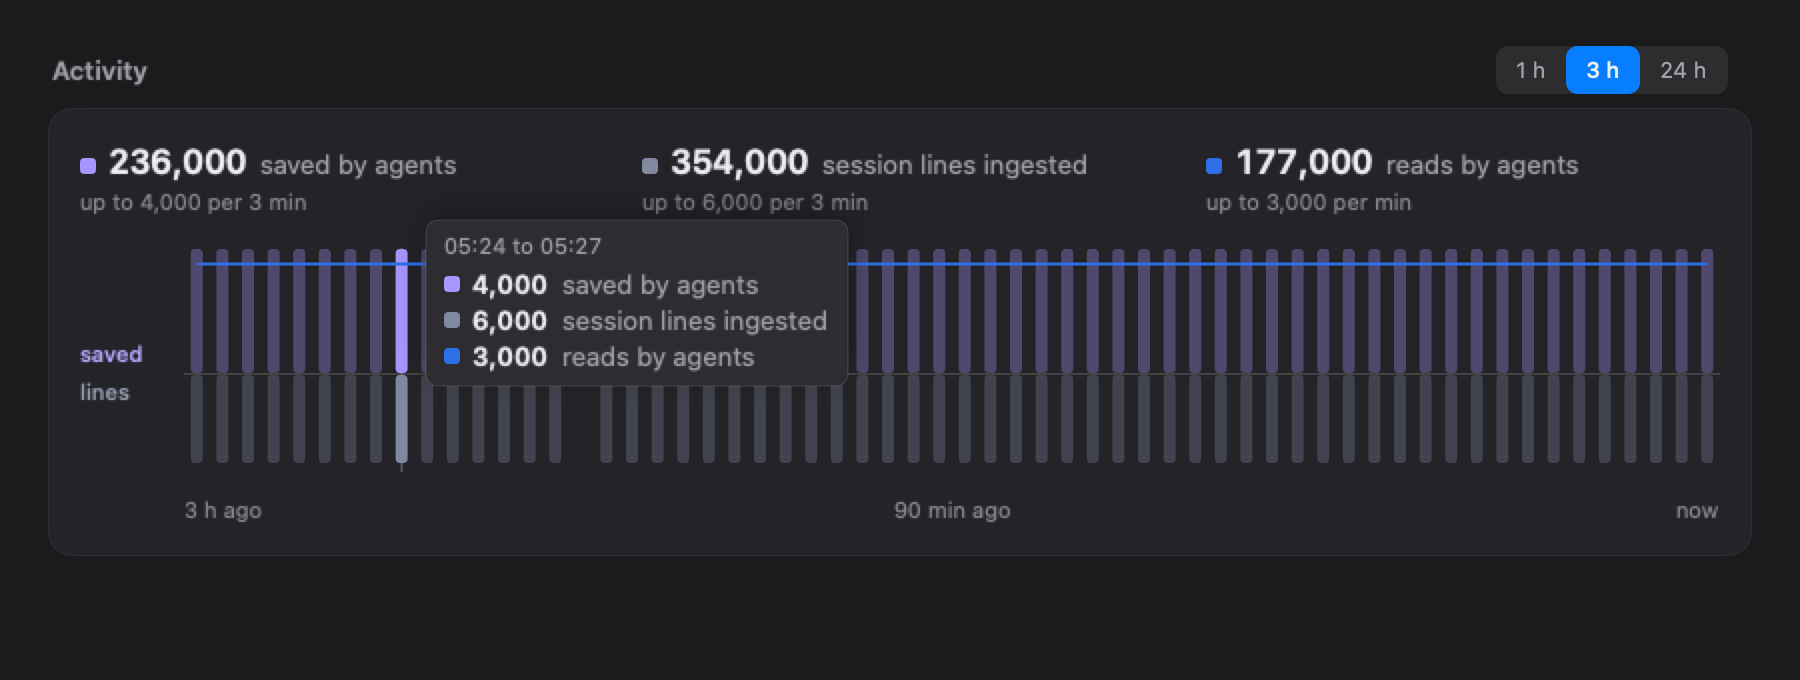 Activity
1 h 3 h 24 h
236,000 saved by agents
up to 4,000 per 3 min
354,000 session lines ingested
up to 6,000 per 3 min
177,000 reads by agents
up to 3,000 per min
05:24 to 05:27
4,000 saved by agents
6,000 session lines ingested
3,000 reads by agents
saved
lines
3 h ago
90 min ago
now